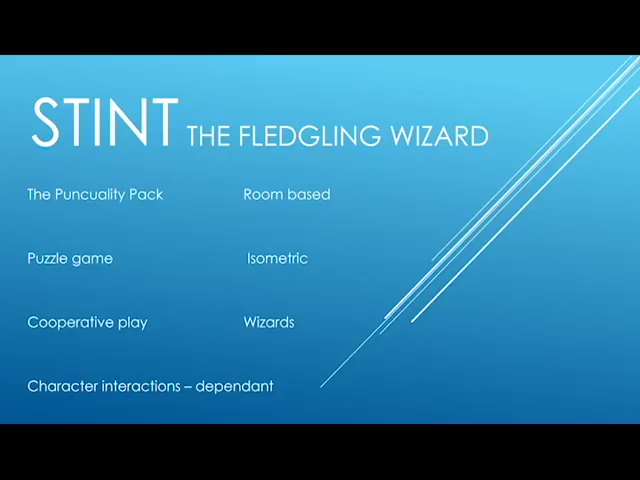 STINT THE FLEDGLING WIZARD
The Puncuality Pack Room based
Puzzle game Isometric
Cooperative play Wizards
Character interactions – dependant